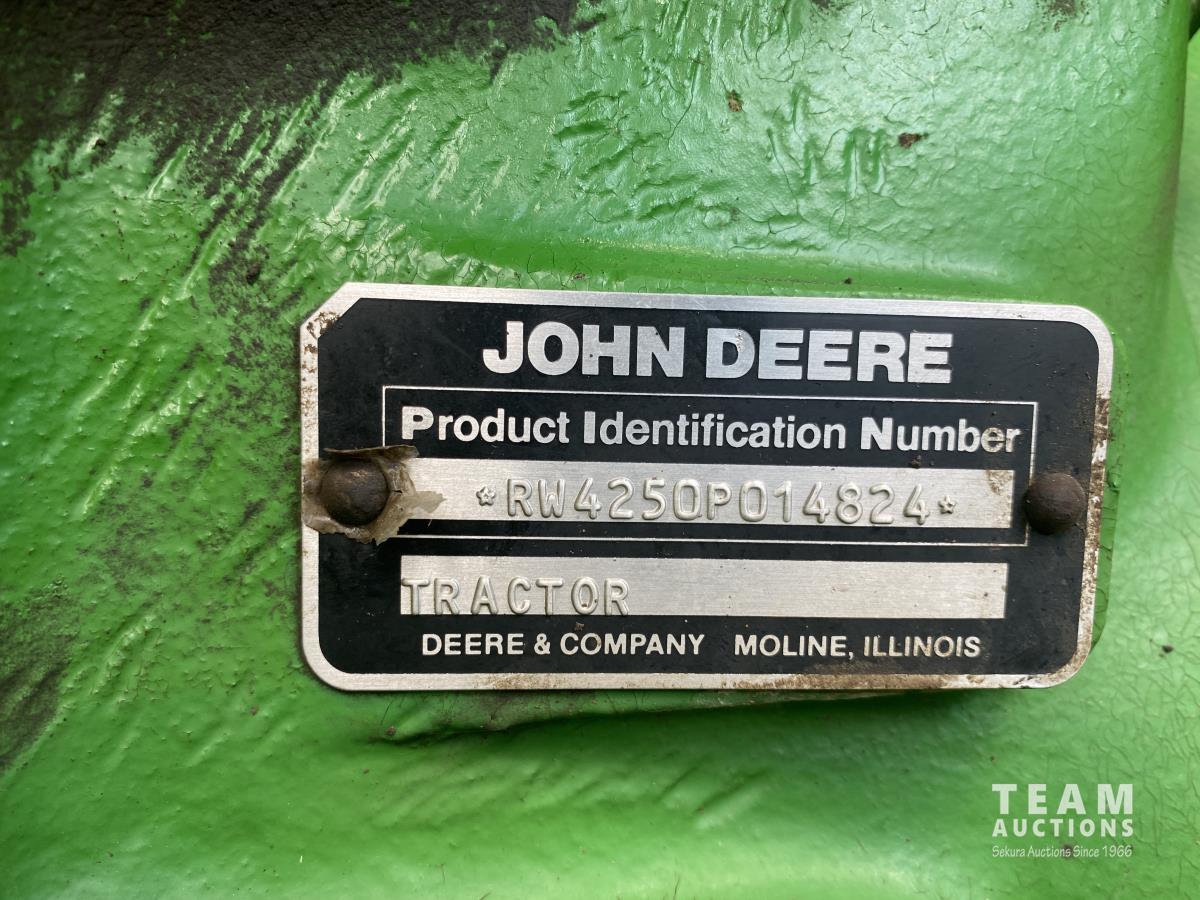 JOHN DEERE
Product Identification Number
*RW4250P014824*
TRACTOR
DEERE & COMPANY MOLINE, ILLINOIS
TEAM
AUCTIONS
Sekura Auctions Since 1966